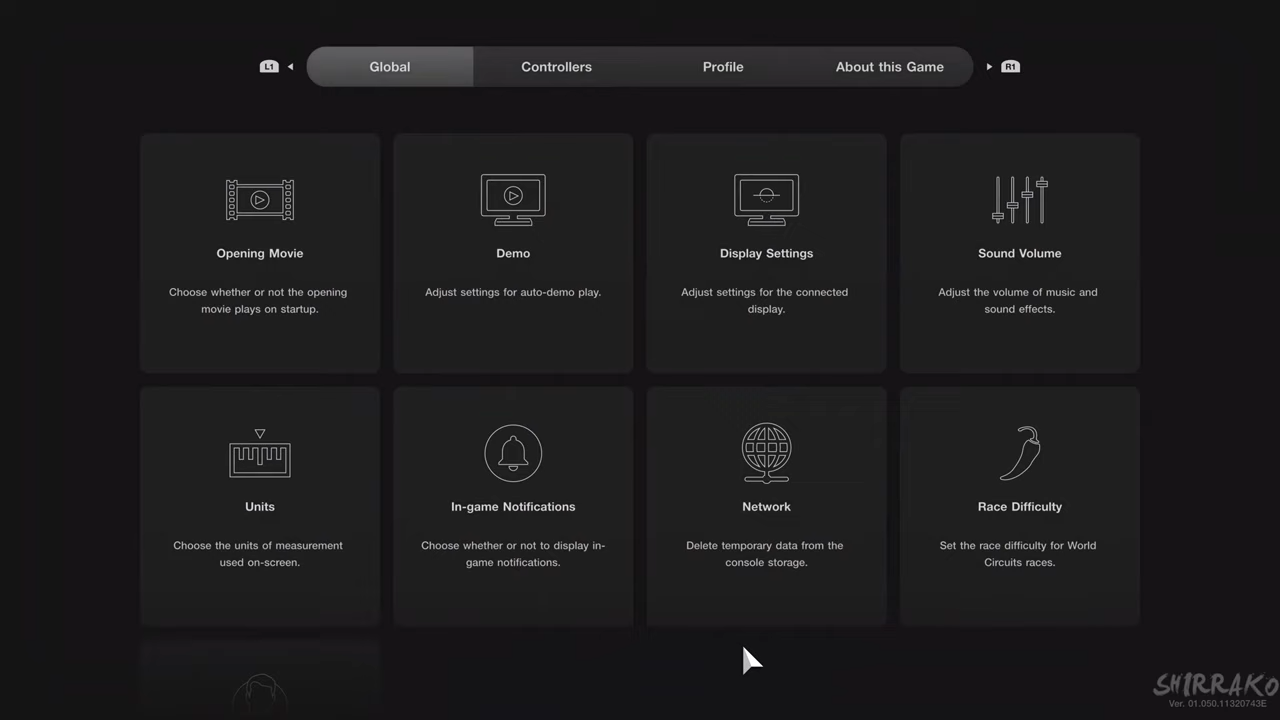 L1 Global Controllers Profile About this Game R1
Opening Movie
Choose whether or not the opening
movie plays on startup.
Demo
Adjust settings for auto-demo play.
Display Settings
Adjust settings for the connected
display.
Sound Volume
Adjust the volume of music and
sound effects.
Units
Choose the units of measurement
used on-screen.
In-game Notifications
Choose whether or not to display in-
game notifications.
Network
Delete temporary data from the
console storage.
Race Difficulty
Set the race difficulty for World
Circuits races.
SHIRRAKO
Ver. 01.050.11320743E